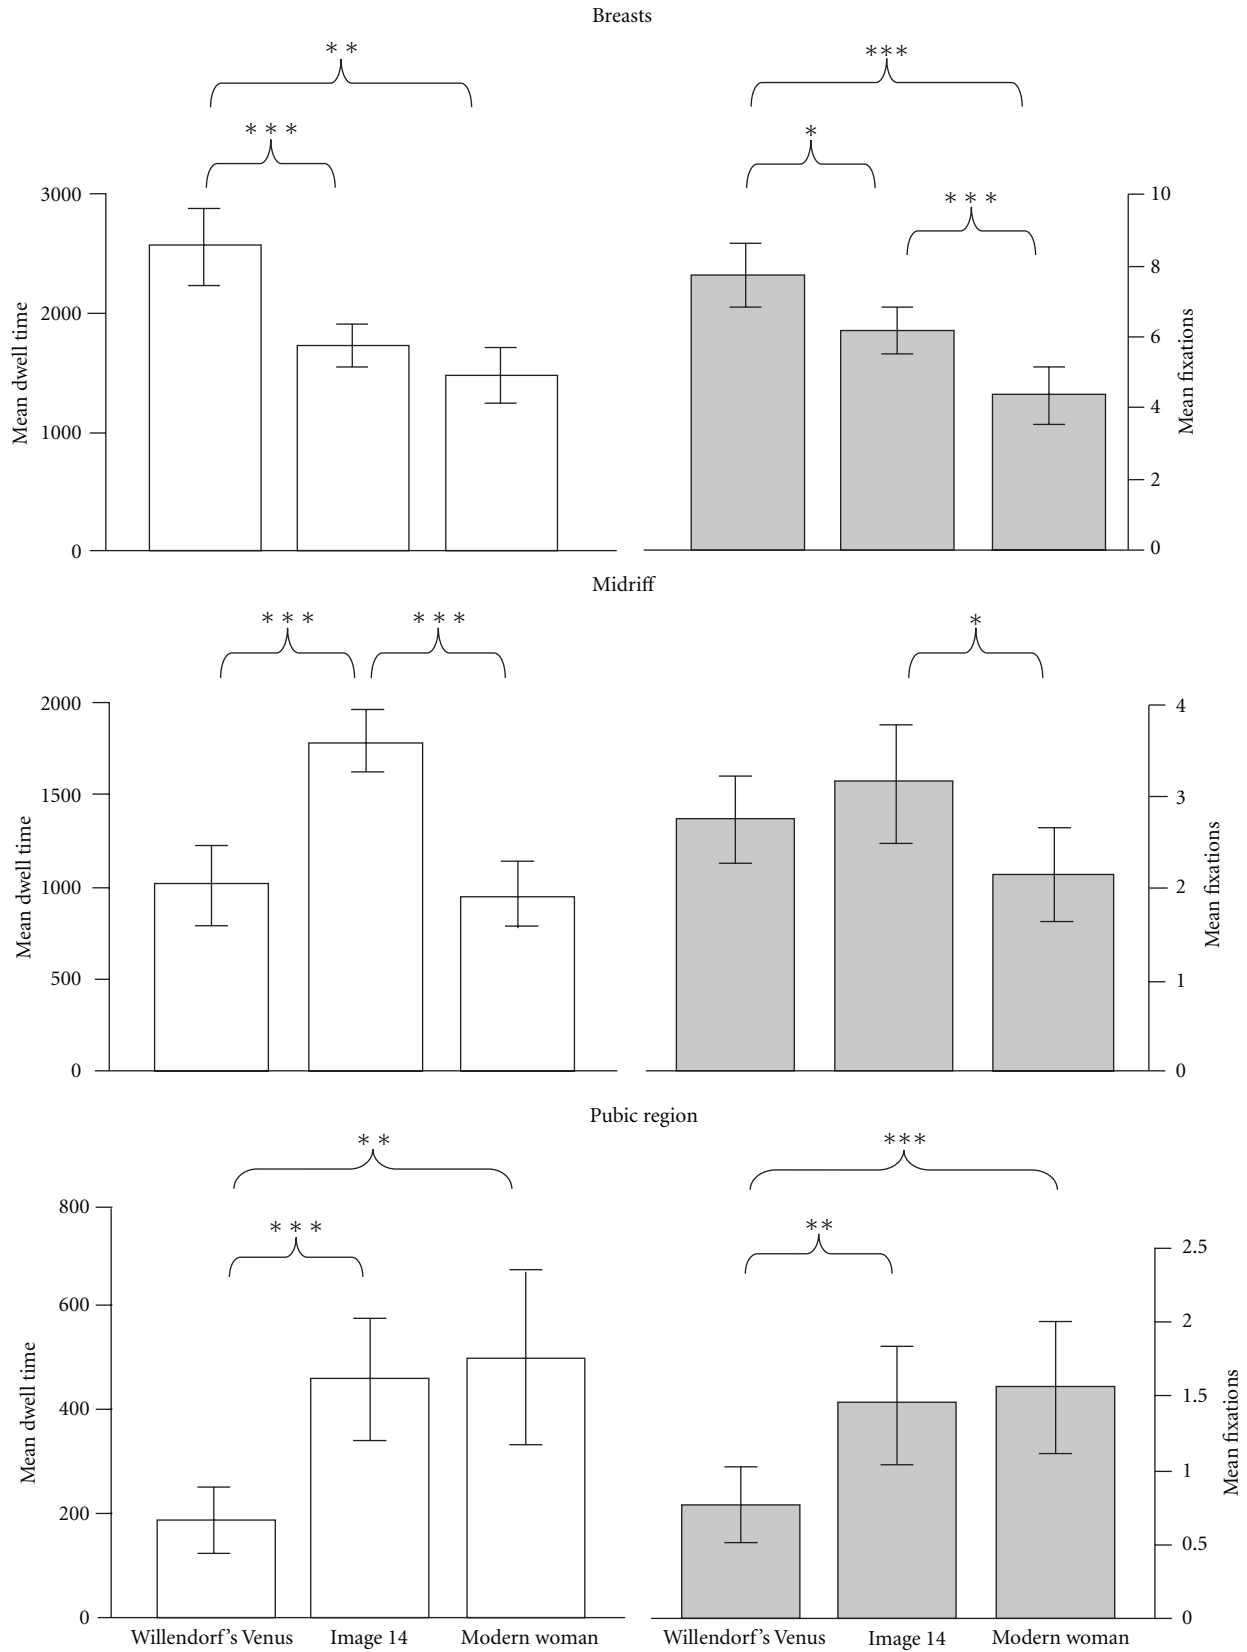 Breasts
** ***
*** *
***
3000 10
8
2000 6
4
1000
2
0 0
Mean dwell time
Mean fixations
Midriff
*** *** *
2000 4
1500 3
1000 2
500 1
0 0
Mean dwell time
Mean fixations
Pubic region
** ***
800
*** **
2.5
600 2
400 1.5
1
200
0.5
0 0
Mean dwell time
Mean fixations
Willendorf's Venus Image 14 Modern woman Willendorf's Venus Image 14 Modern woman